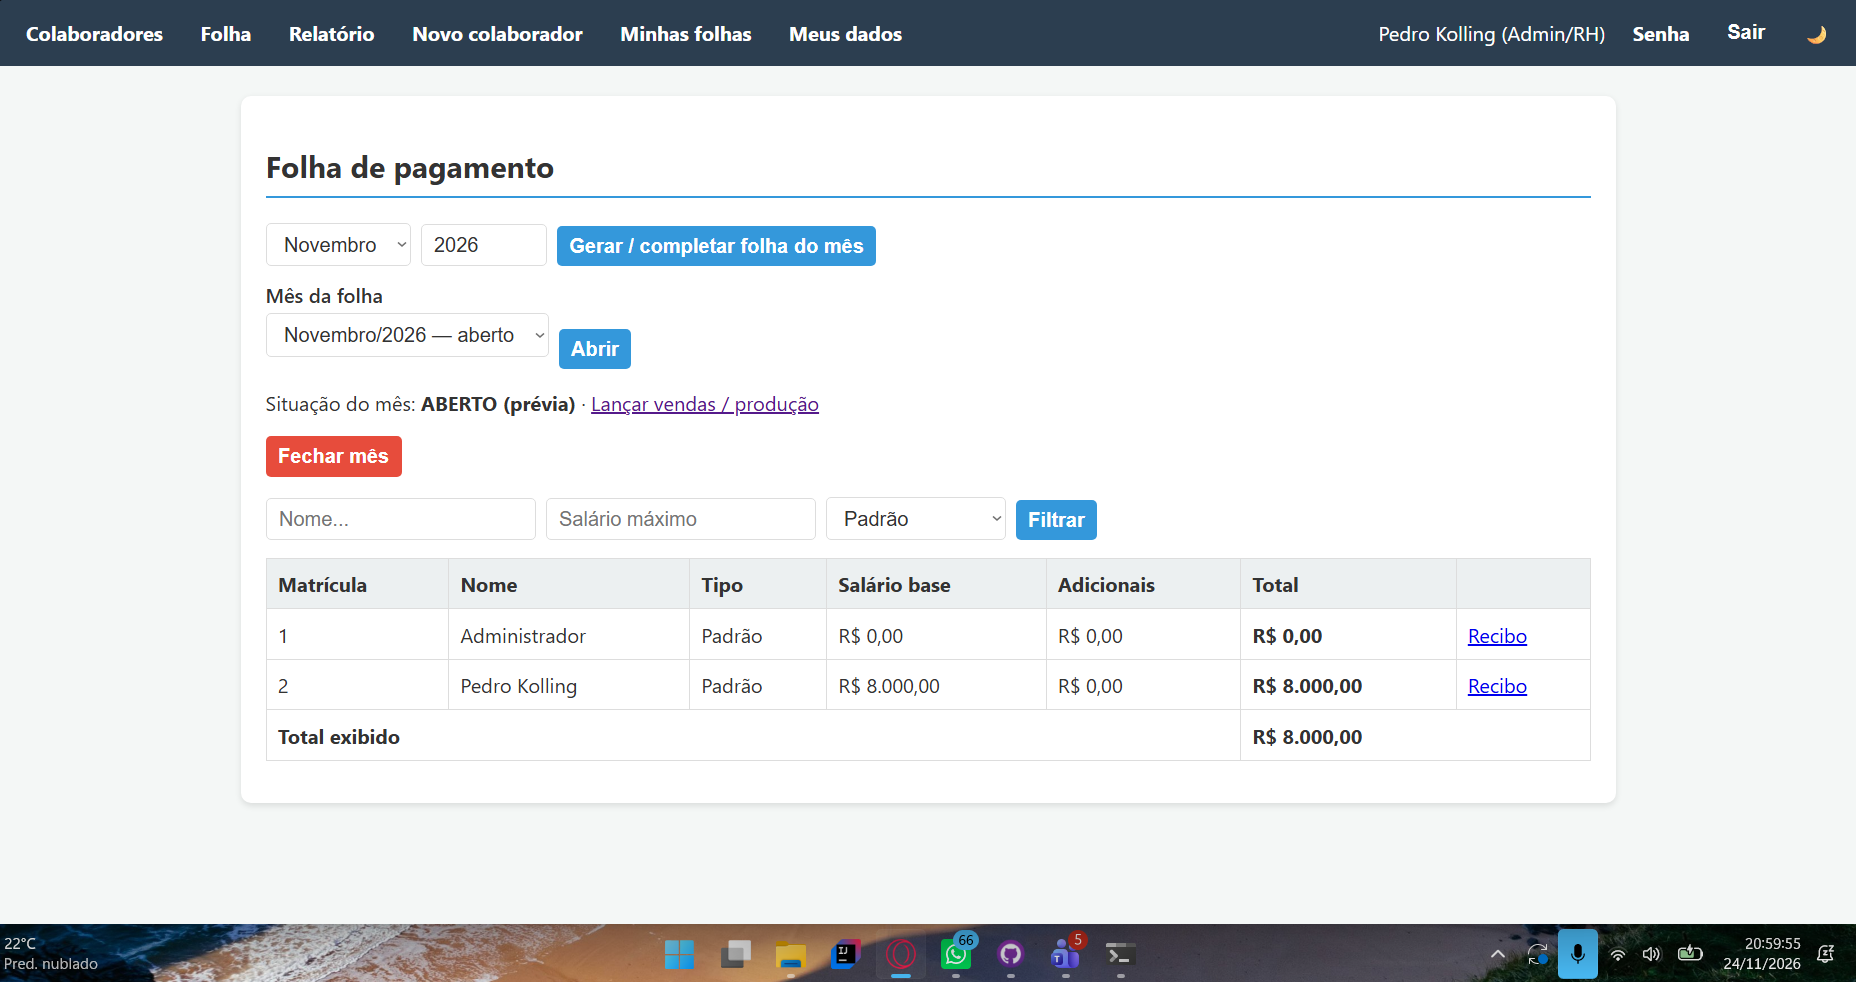 Colaboradores Folha Relatório Novo colaborador Minhas folhas Meus dados Pedro Kolling (Admin/RH) Senha Sair
Folha de pagamento
Novembro 2026 Gerar / completar folha do mês
Mês da folha
Novembro/2026 — aberto Abrir
Situação do mês: ABERTO (prévia) · Lançar vendas / produção
Fechar mês
Nome... Salário máximo Padrão Filtrar
Matrícula Nome Tipo Salário base Adicionais Total
1 Administrador Padrão R$ 0,00 R$ 0,00 R$ 0,00 Recibo
2 Pedro Kolling Padrão R$ 8.000,00 R$ 0,00 R$ 8.000,00 Recibo
Total exibido R$ 8.000,00
22°C
Pred. nublado
IJ
66
T
5
20:59:55
24/11/2026